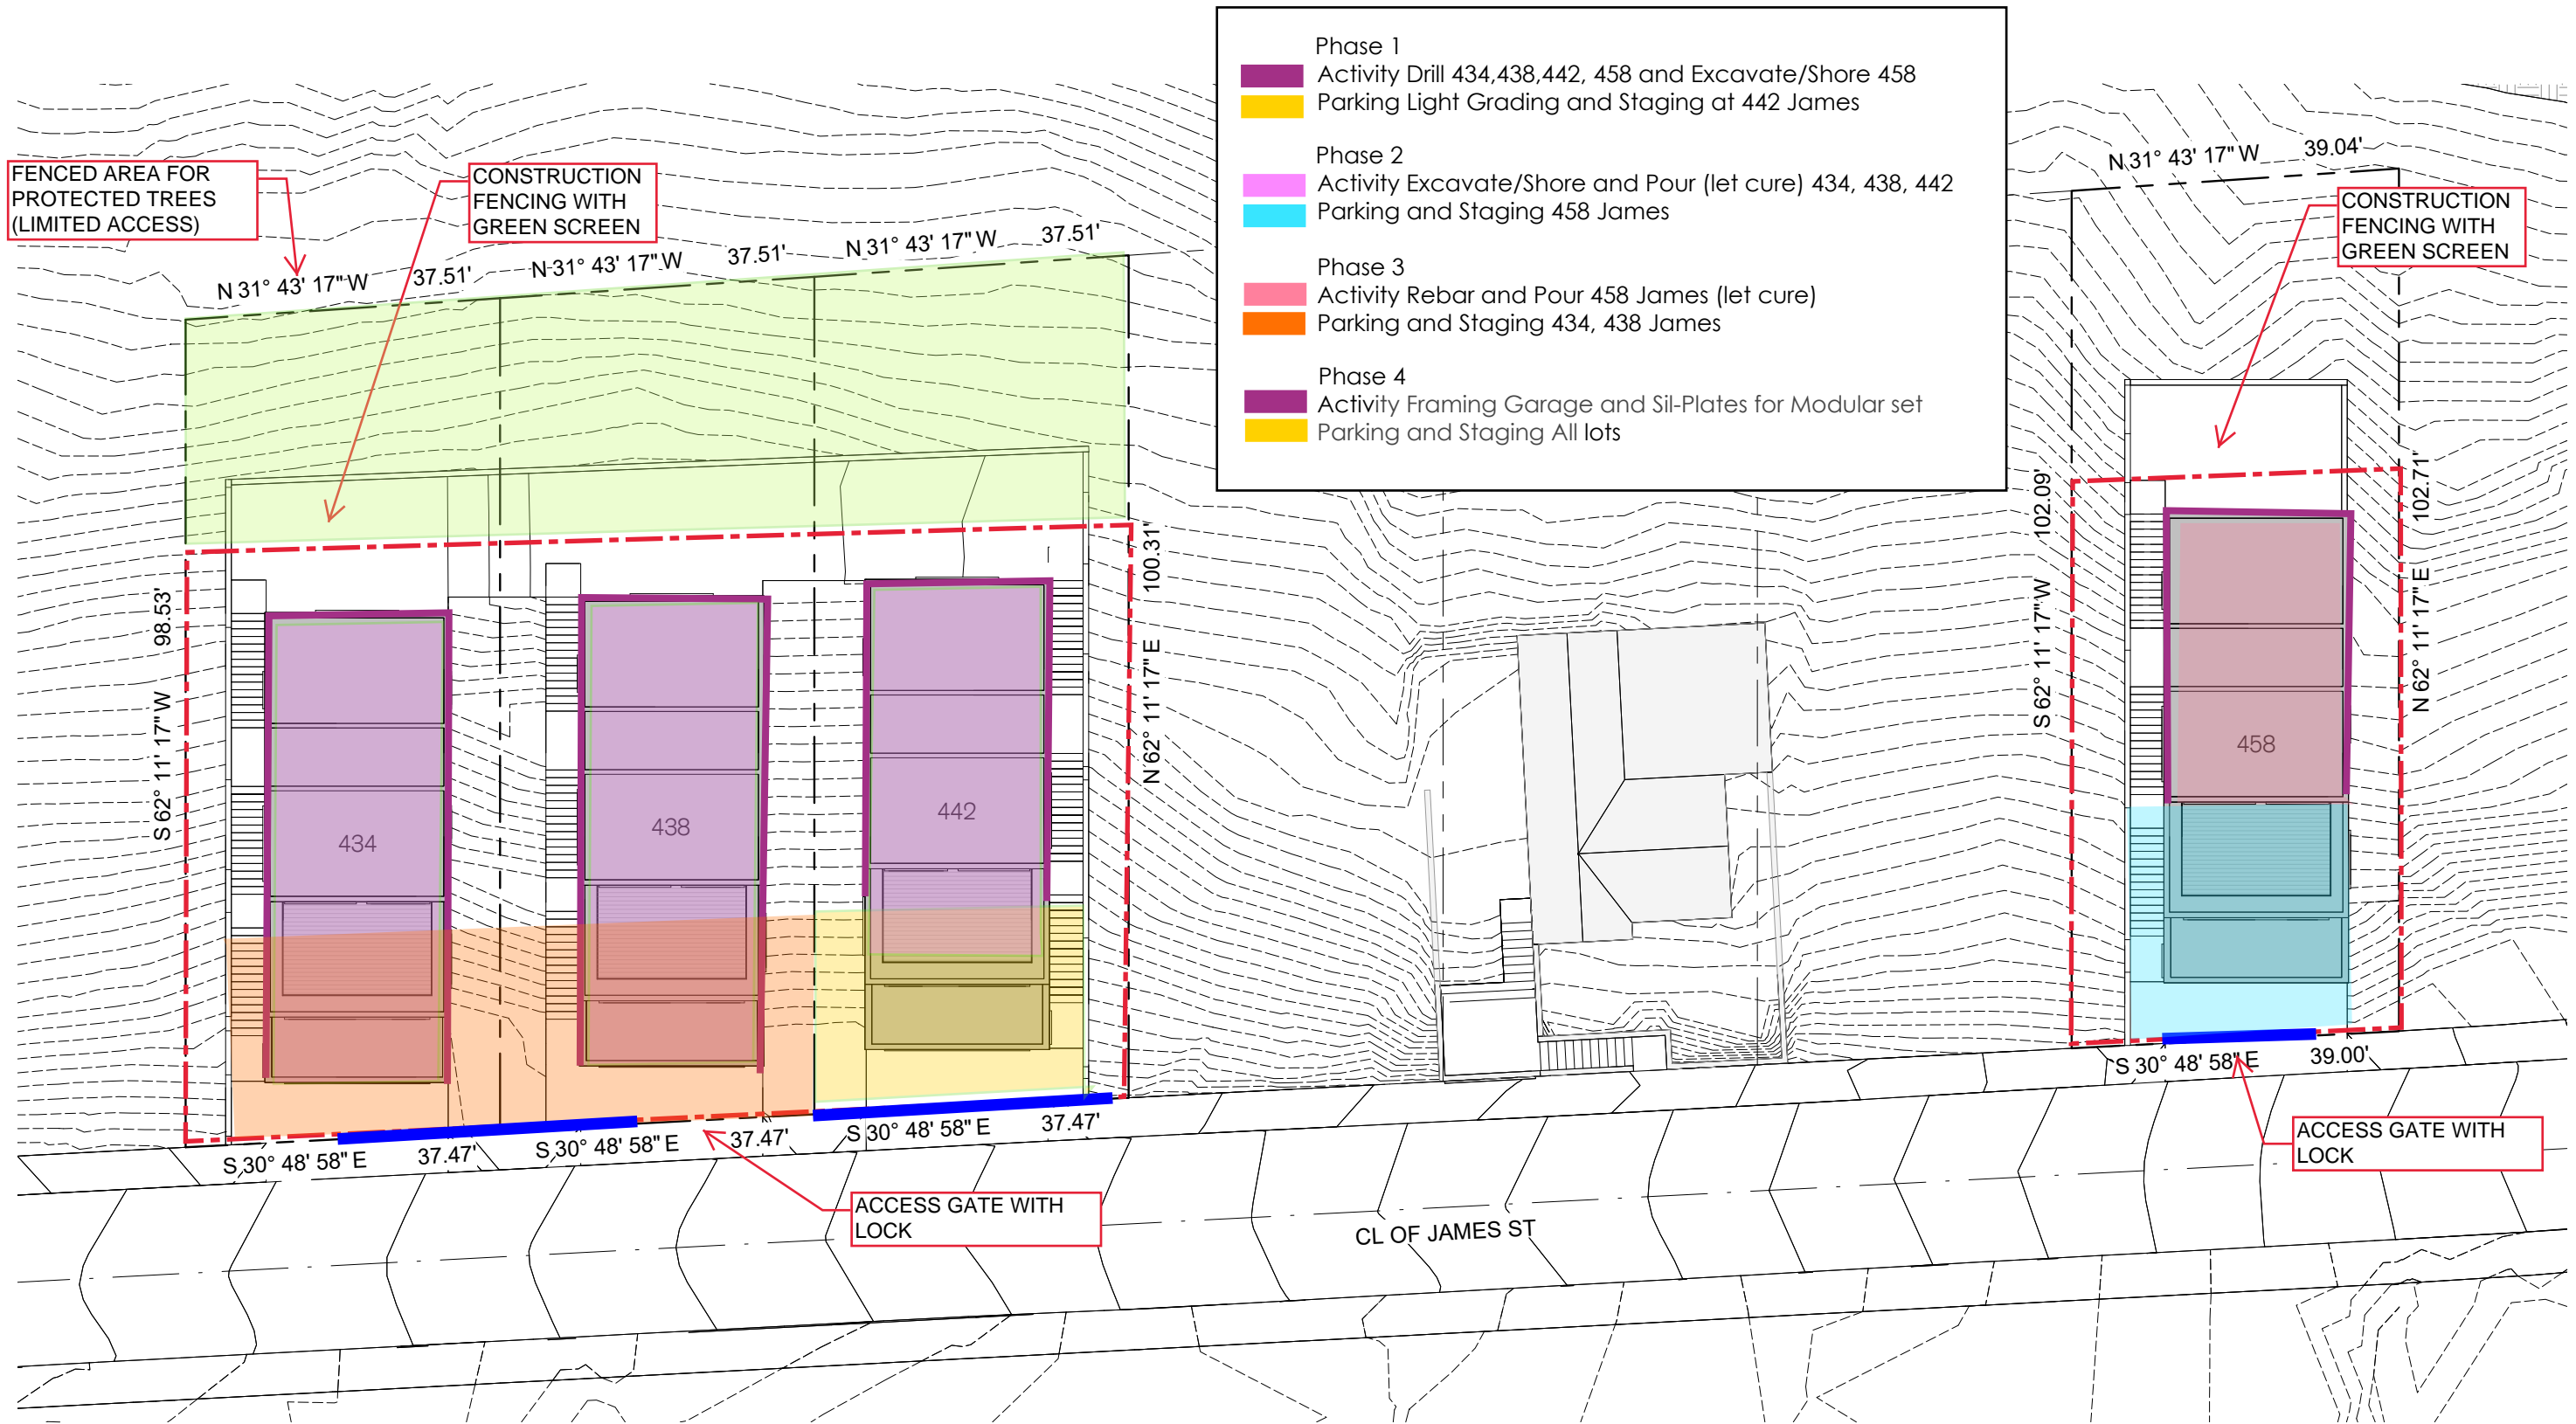 Phase 1
Activity Drill 434,438,442, 458 and Excavate/Shore 458
Parking Light Grading and Staging at 442 James
Phase 2
Activity Excavate/Shore and Pour (let cure) 434, 438, 442
Parking and Staging 458 James
Phase 3
Activity Rebar and Pour 458 James (let cure)
Parking and Staging 434, 438 James
Phase 4
Activity Framing Garage and Sil-Plates for Modular set
Parking and Staging All lots
FENCED AREA FOR
PROTECTED TREES
(LIMITED ACCESS)
CONSTRUCTION
FENCING WITH
GREEN SCREEN
N 31° 43' 17" W 37.51'
N 31° 43' 17" W 37.51'
N 31° 43' 17" W 37.51'
N 31° 43' 17" W 39.04'
CONSTRUCTION
FENCING WITH
GREEN SCREEN
S 62° 11' 17" W 98.53'
N 62° 11' 17" E 100.31'
S 62° 11' 17" W 102.09'
N 62° 11' 17" E 102.71'
434
438
442
458
S 30° 48' 58" E 37.47'
S 30° 48' 58" E 37.47'
S 30° 48' 58" E 37.47'
S 30° 48' 58" E 39.00'
ACCESS GATE WITH
LOCK
ACCESS GATE WITH
LOCK
CL OF JAMES ST